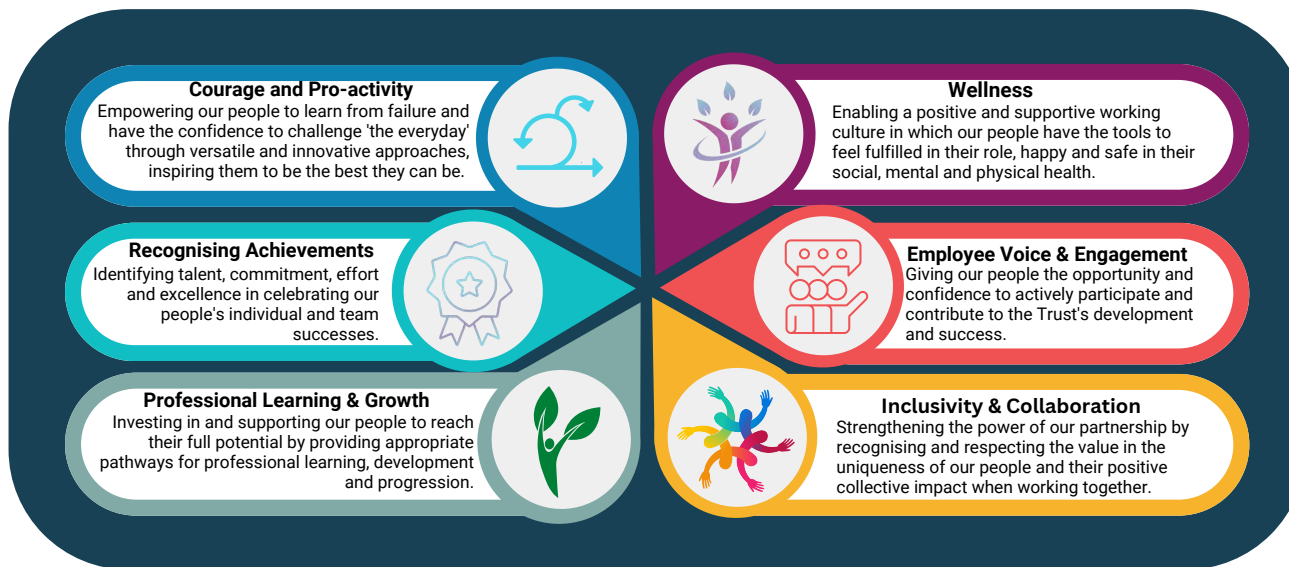 Courage and Pro-activity
Empowering our people to learn from failure and
have the confidence to challenge 'the everyday'
through versatile and innovative approaches,
inspiring them to be the best they can be.
Recognising Achievements
Identifying talent, commitment, effort
and excellence in celebrating our
people's individual and team
successes.
Professional Learning & Growth
Investing in and supporting our people to reach
their full potential by providing appropriate
pathways for professional learning, development
and progression.
Wellness
Enabling a positive and supportive working
culture in which our people have the tools to
feel fulfilled in their role, happy and safe in their
social, mental and physical health.
Employee Voice & Engagement
Giving our people the opportunity and
confidence to actively participate and
contribute to the Trust's development
and success.
Inclusivity & Collaboration
Strengthening the power of our partnership by
recognising and respecting the value in the
uniqueness of our people and their positive
collective impact when working together.